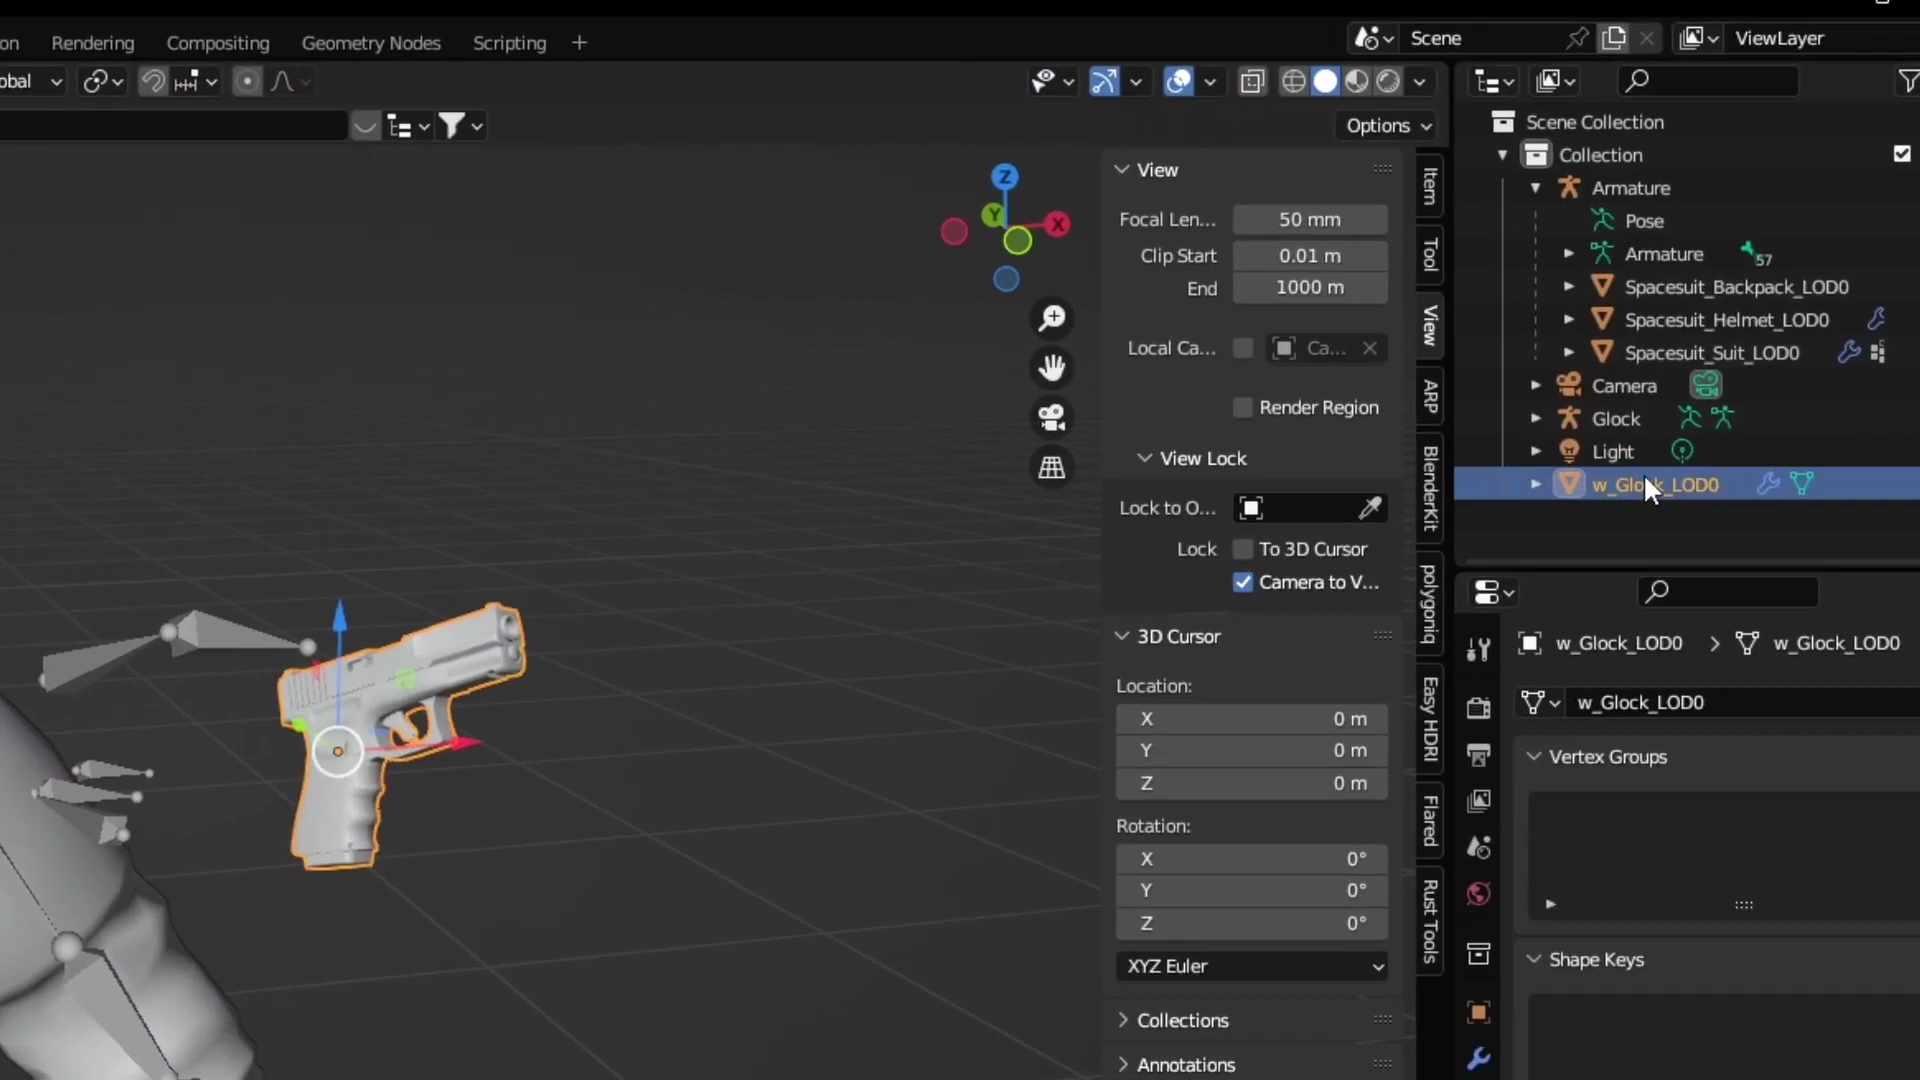 on Rendering Compositing Geometry Nodes Scripting +
Scene
ViewLayer
obal
Options
Z
Y
X
View
Focal Len... 50 mm
Clip Start 0.01 m
End 1000 m
Local Ca... Ca...
Render Region
View Lock
Lock to O...
Lock To 3D Cursor
Camera to V...
3D Cursor
Location:
X 0 m
Y 0 m
Z 0 m
Rotation:
X 0°
Y 0°
Z 0°
XYZ Euler
Collections
Annotations
Item
Tool
View
ARP
BlenderKit
polygoniq
Easy HDRI
Flared
Rust Tools
Scene Collection
Collection
Armature
Pose
Armature 57
Spacesuit_Backpack_LOD0
Spacesuit_Helmet_LOD0
Spacesuit_Suit_LOD0
Camera
Glock
Light
w_Glock_LOD0
w_Glock_LOD0 > w_Glock_LOD0
w_Glock_LOD0
Vertex Groups
Shape Keys